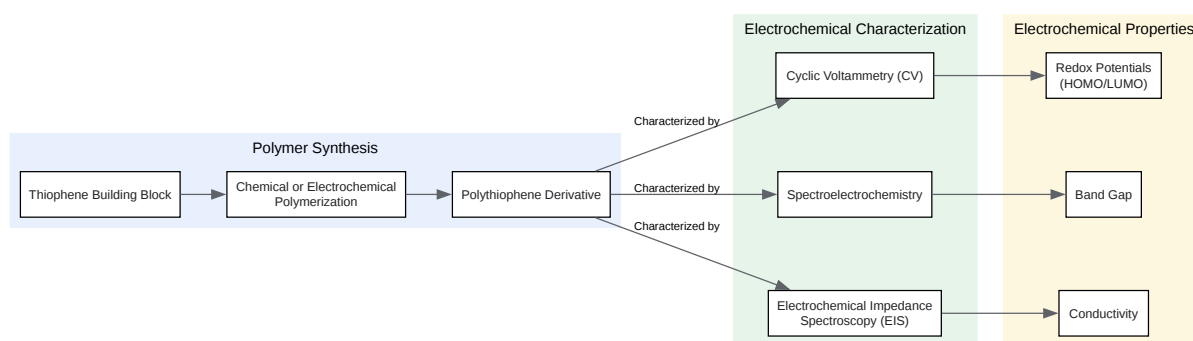 Polymer Synthesis
Thiophene Building Block
Chemical or Electrochemical
Polymerization
Polythiophene Derivative
Characterized by
Characterized by
Characterized by
Electrochemical Characterization
Cyclic Voltammetry (CV)
Spectroelectrochemistry
Electrochemical Impedance
Spectroscopy (EIS)
Electrochemical Properties
Redox Potentials
(HOMO/LUMO)
Band Gap
Conductivity